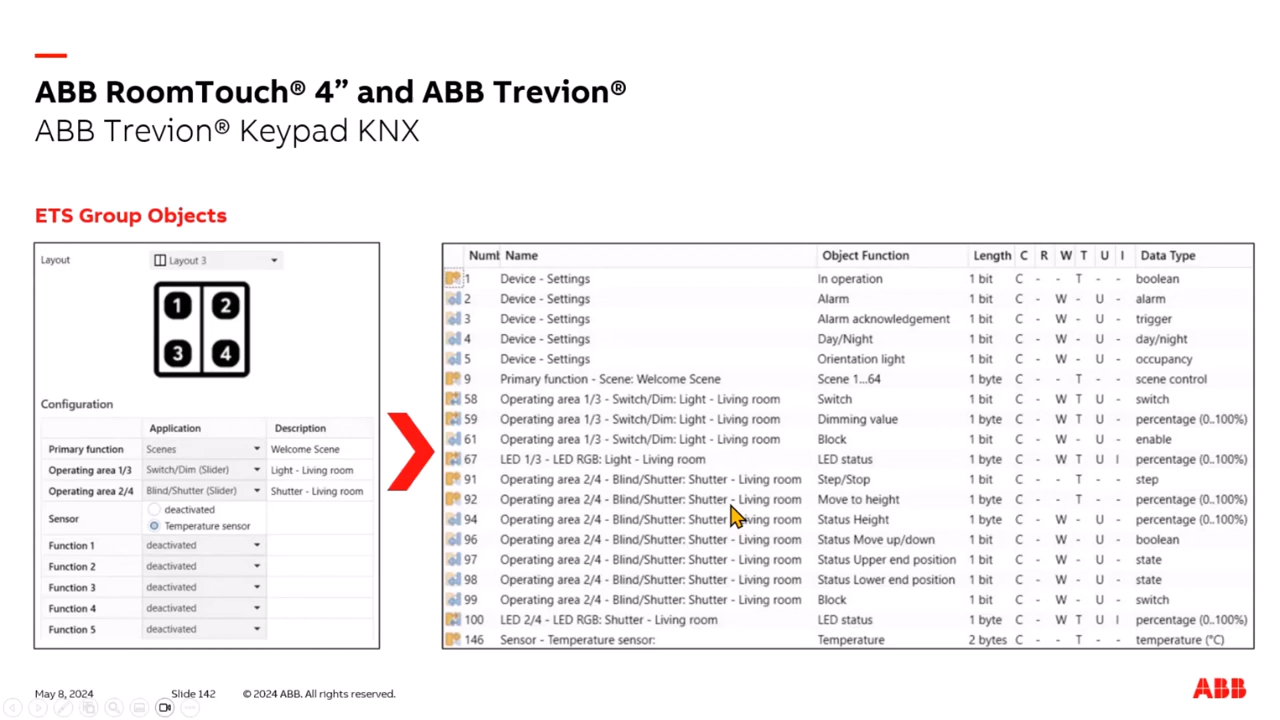 ABB RoomTouch® 4” and ABB Trevion®
ABB Trevion® Keypad KNX
ETS Group Objects
Layout Layout 3
1 2
3 4
Configuration
Application Description
Primary function Scenes Welcome Scene
Operating area 1/3 Switch/Dim (Slider) Light - Living room
Operating area 2/4 Blind/Shutter (Slider) Shutter - Living room
Sensor deactivated
Temperature sensor
Function 1 deactivated
Function 2 deactivated
Function 3 deactivated
Function 4 deactivated
Function 5 deactivated
Numb Name Object Function Length C R W T U I Data Type
1 Device - Settings In operation 1 bit C - - T - - boolean
2 Device - Settings Alarm 1 bit C - W - U - alarm
3 Device - Settings Alarm acknowledgement 1 bit C - W - U - trigger
4 Device - Settings Day/Night 1 bit C - W - U - day/night
5 Device - Settings Orientation light 1 bit C - W - U - occupancy
9 Primary function - Scene: Welcome Scene Scene 1...64 1 byte C - - T - - scene control
58 Operating area 1/3 - Switch/Dim: Light - Living room Switch 1 bit C - W T U - switch
59 Operating area 1/3 - Switch/Dim: Light - Living room Dimming value 1 byte C - W T U - percentage (0..100%)
61 Operating area 1/3 - Switch/Dim: Light - Living room Block 1 bit C - W - U - enable
67 LED 1/3 - LED RGB: Light - Living room LED status 1 byte C - W T U I percentage (0..100%)
91 Operating area 2/4 - Blind/Shutter: Shutter - Living room Step/Stop 1 bit C - - T - - step
92 Operating area 2/4 - Blind/Shutter: Shutter - Living room Move to height 1 byte C - - T - - percentage (0..100%)
94 Operating area 2/4 - Blind/Shutter: Shutter - Living room Status Height 1 byte C - W - U - percentage (0..100%)
96 Operating area 2/4 - Blind/Shutter: Shutter - Living room Status Move up/down 1 bit C - W - U - boolean
97 Operating area 2/4 - Blind/Shutter: Shutter - Living room Status Upper end position 1 bit C - W - U - state
98 Operating area 2/4 - Blind/Shutter: Shutter - Living room Status Lower end position 1 bit C - W - U - state
99 Operating area 2/4 - Blind/Shutter: Shutter - Living room Block 1 bit C - W - U - switch
100 LED 2/4 - LED RGB: Shutter - Living room LED status 1 byte C - W T U I percentage (0..100%)
146 Sensor - Temperature sensor: Temperature 2 bytes C - - T - - temperature (°C)
May 8, 2024 Slide 142 © 2024 ABB. All rights reserved.
ABB